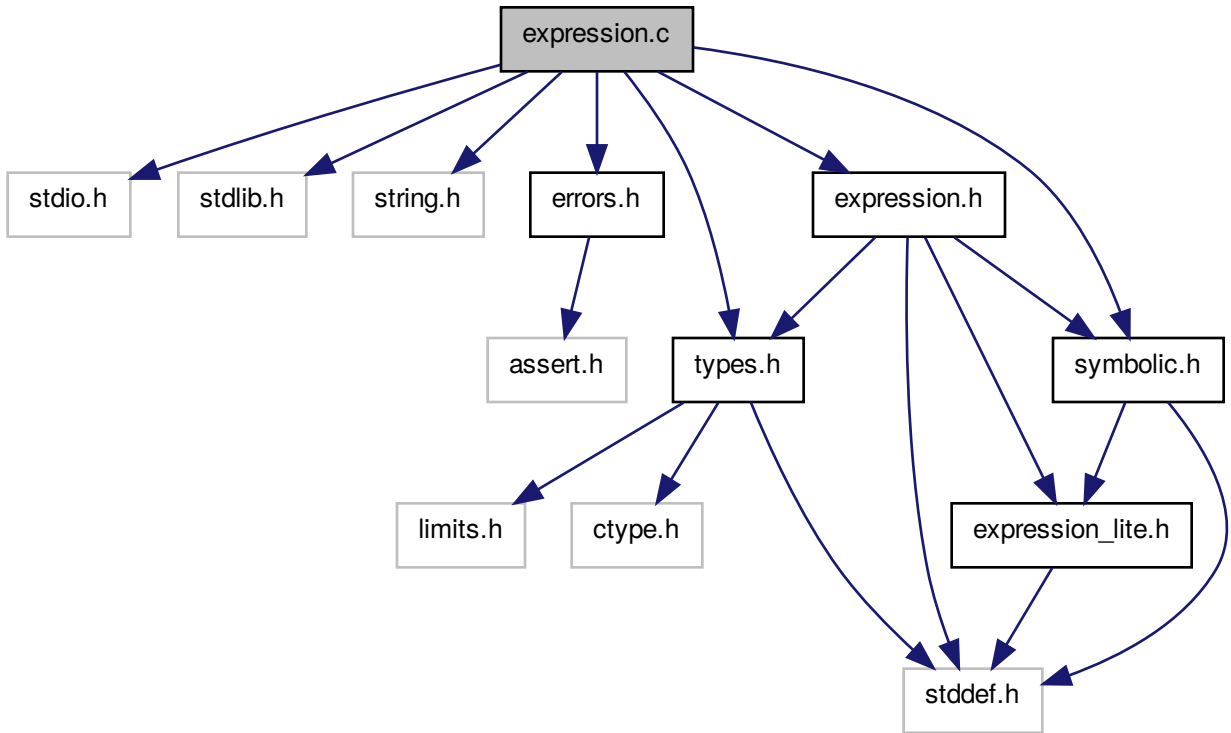 expression.c
stdio.h
stdlib.h
string.h
errors.h
expression.h
assert.h
types.h
symbolic.h
limits.h
ctype.h
expression_lite.h
stddef.h